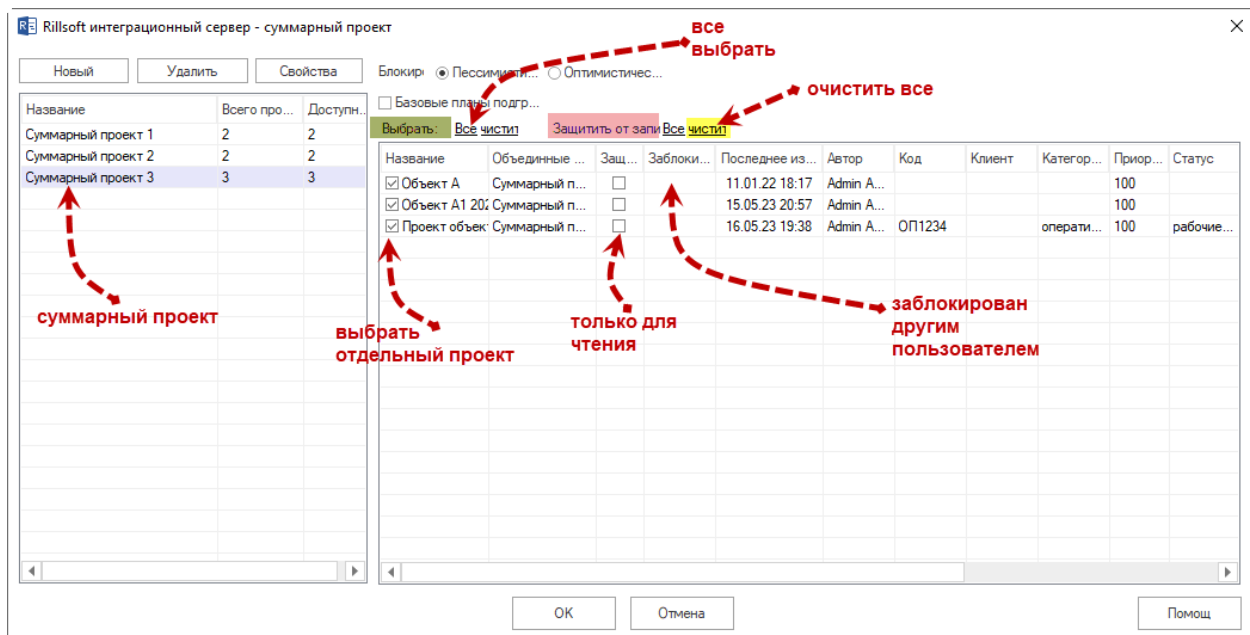 Rillsoft интеграционный сервер - суммарный проект
все
выбрать
Новый Удалить Свойства Блокир Пессимисти... Оптимистичес...
очистить все
Название Всего про... Доступн...
Базовые планы подгр...
Выбрать: Все чистит Защитить от запи Все чистит
Суммарный проект 1 2 2
Суммарный проект 2 2 2
Суммарный проект 3 3 3
Название Объединные ... Защ... Заблоки... Последнее из... Автор Код Клиент Категор... Приор... Статус
Объект А Суммарный п... 11.01.22 18:17 Admin A... 100
Объект А1 202 Суммарный п... 15.05.23 20:57 Admin A... 100
Проект объек Суммарный п... 16.05.23 19:38 Admin A... ОП1234 операти... 100 рабочие...
суммарный проект
выбрать
отдельный проект
только для
чтения
заблокирован
другим
пользователем
OK Отмена Помощ